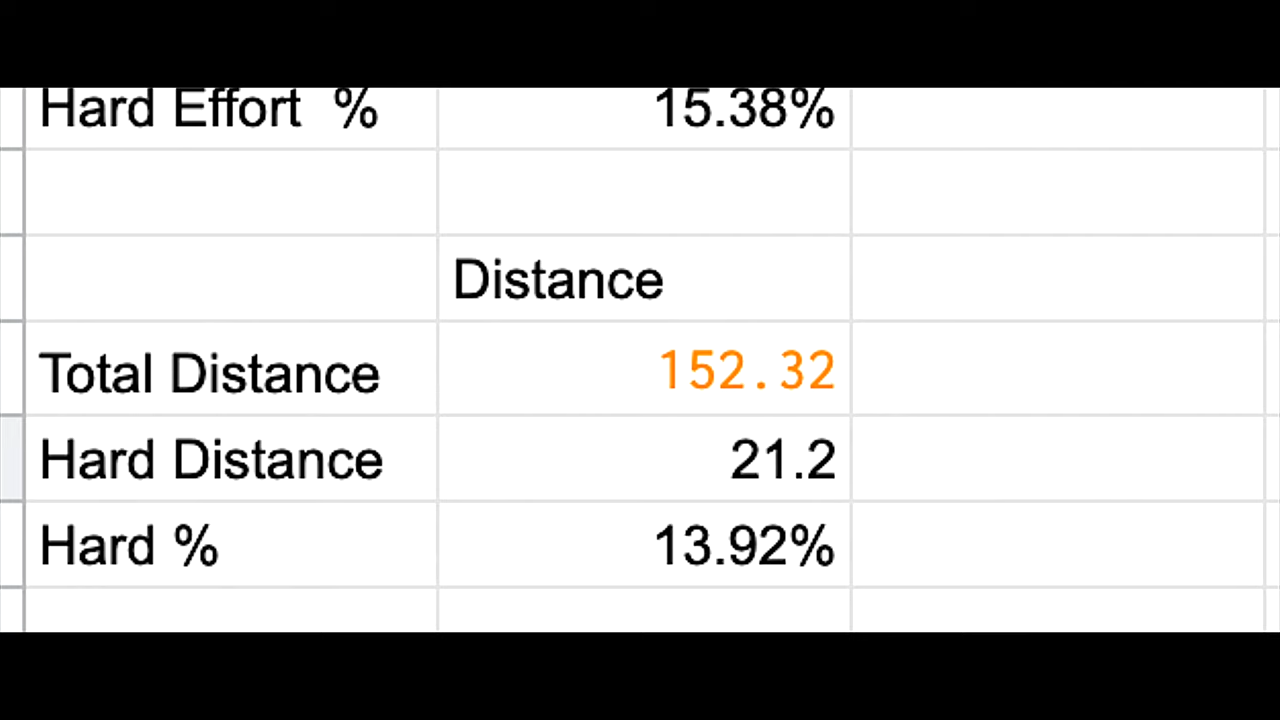 Hard Effort % 15.38%
Distance
Total Distance 152.32
Hard Distance 21.2
Hard % 13.92%